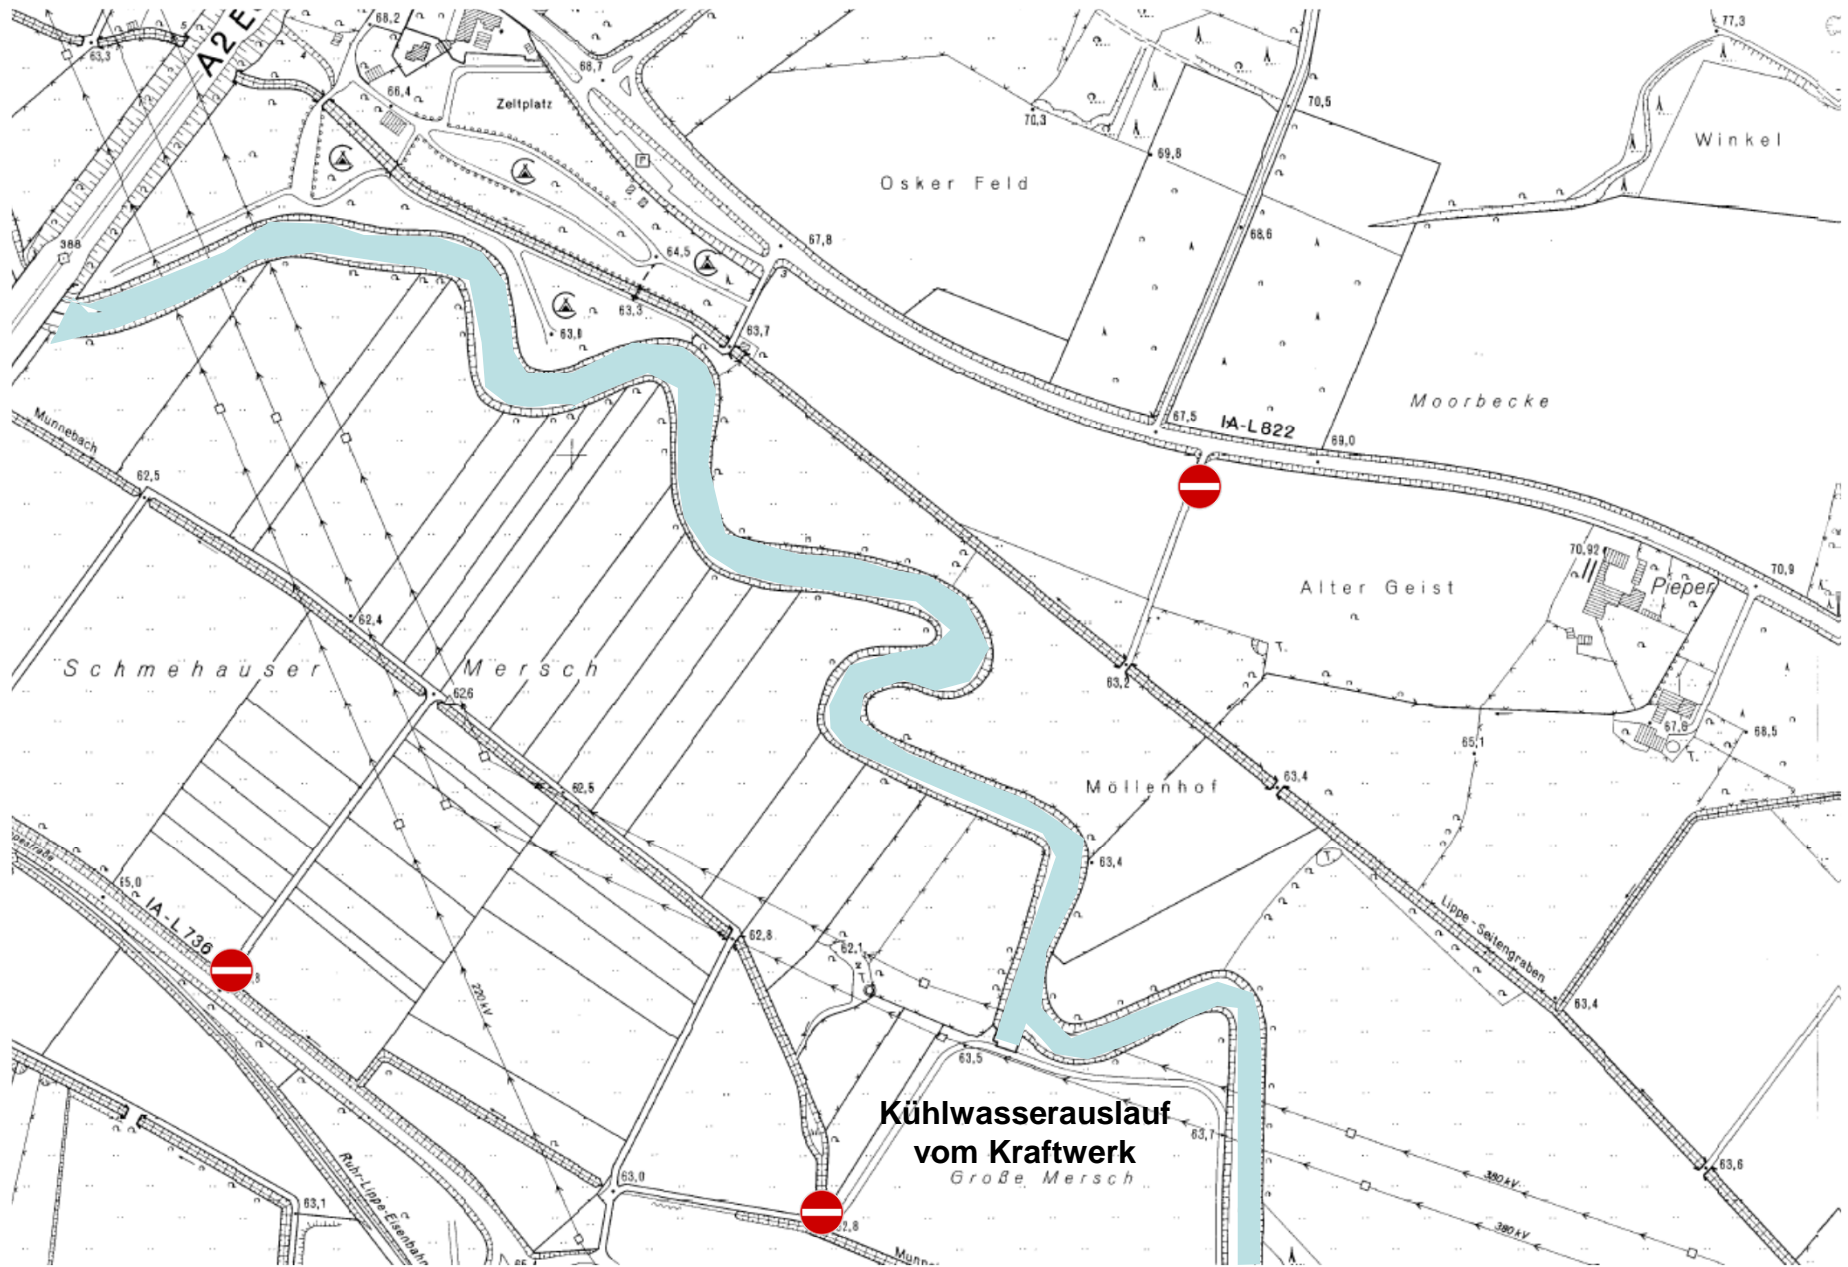 68,2
77,3
63,3
A2 E
68,7
66,4
Zeltplatz
P
70,5
70,3
Winkel
69,8
Osker Feld
388
67,8
68,6
64,5
3
63,3
63,7
63,8
Moorbecke
67,5
IA-L822
69,0
Munnebach
62,5
70,92
70,9
Alter Geist
Pieper
62,4
Schmehauser Mersch
T.
63,2
62,6
67,8
68,5
65,1
T.
63,4
62,5
Möllenhof
T.
63,4
65,0
IA-L 736
Lippe-Seitengraben
62,8
62,1
220 kV
63,4
63,5
Kühlwasserauslauf
vom Kraftwerk
63,7
Große Mersch
Ruhr-Lippe-Eisenbahn
63,0
63,6
380 kV
63,1
380 kV